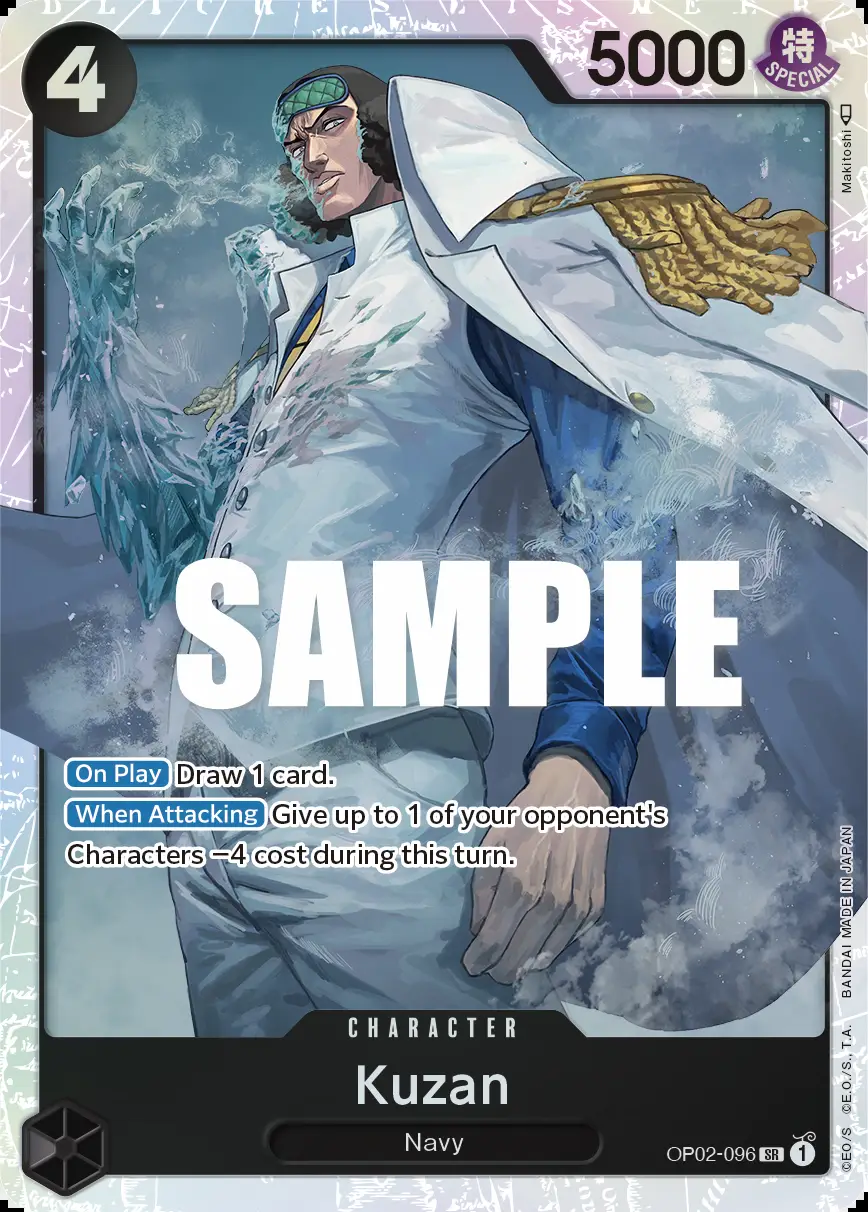 4
5000
特
SPECIAL
Makitoshi
SAMPLE
On Play Draw 1 card.
When Attacking Give up to 1 of your opponent's
Characters −4 cost during this turn.
CHARACTER
Kuzan
Navy
OP02-096 SR 1
©EO/S ©E.O./S., T.A. BANDAI MADE IN JAPAN